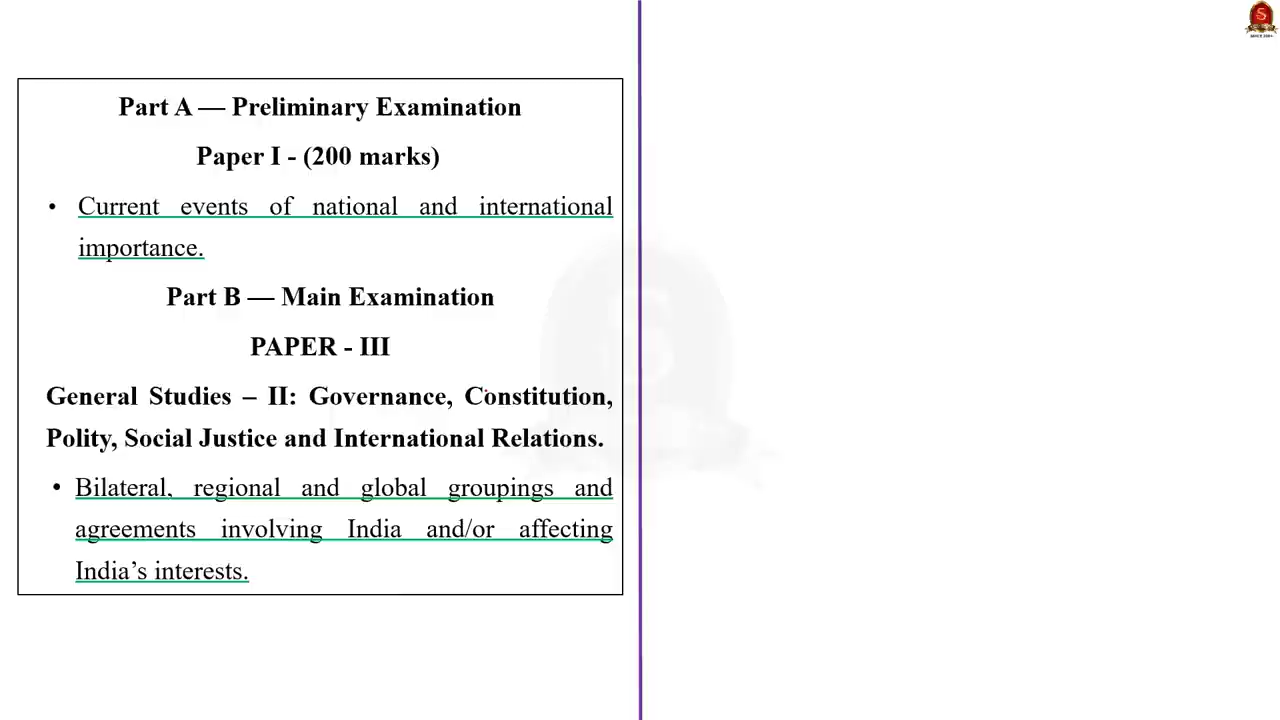 Part A — Preliminary Examination
Paper I - (200 marks)
• Current events of national and international
importance.
Part B — Main Examination
PAPER - III
General Studies – II: Governance, Constitution,
Polity, Social Justice and International Relations.
• Bilateral, regional and global groupings and
agreements involving India and/or affecting
India’s interests.